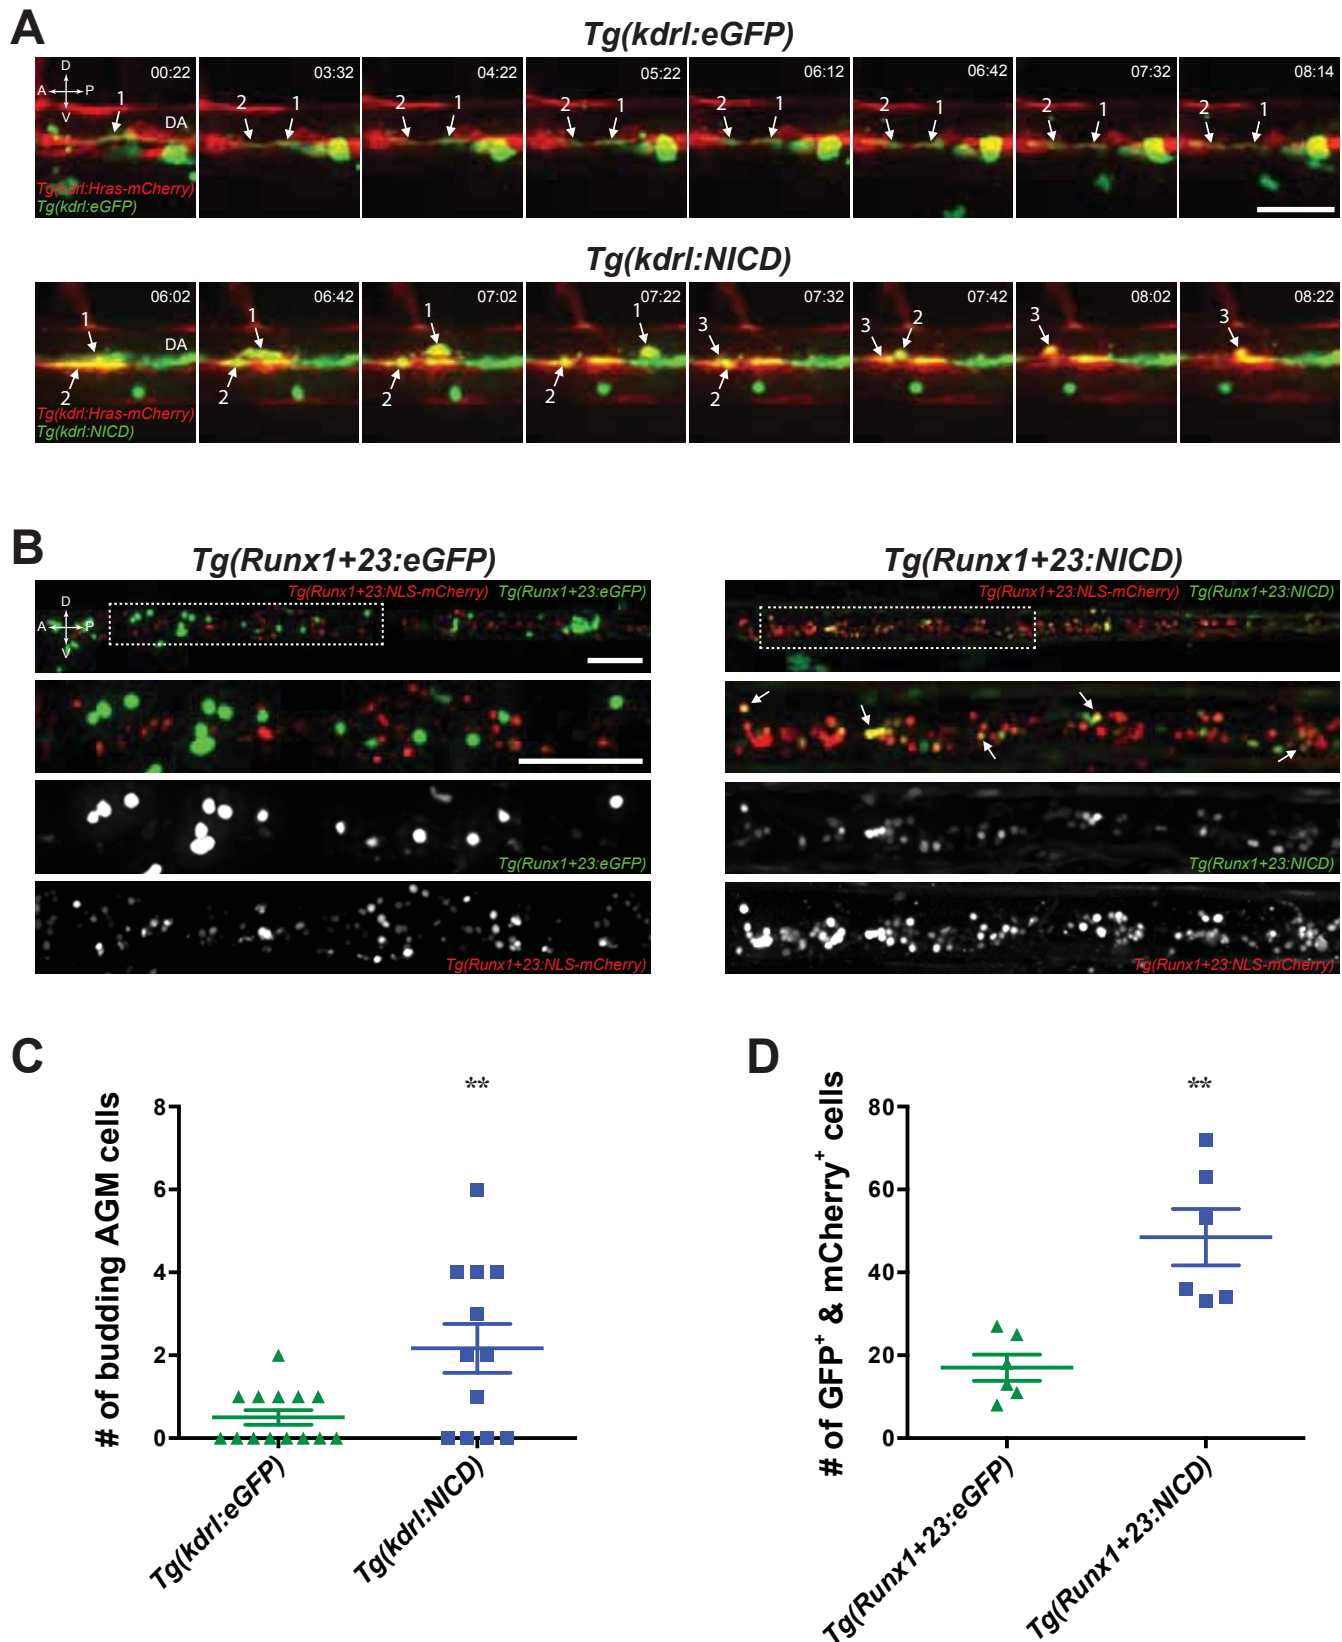 A
Tg(kdrl:eGFP)
00:22 03:32 04:22 05:22 06:12 06:42 07:32 08:14
D
A P
V
1 2 1 2 1 2 1 2 1 2 1 2 1 2 1
DA
Tg(kdrl:Hras-mCherry)
Tg(kdrl:eGFP)
Tg(kdrl:NICD)
06:02 06:42 07:02 07:22 07:32 07:42 08:02 08:22
1 1 1 1 3 3 2 3 3
DA
2 2 2 2 2
Tg(kdrl:Hras-mCherry)
Tg(kdrl:NICD)
B
Tg(Runx1+23:eGFP)
Tg(Runx1+23:NLS-mCherry) Tg(Runx1+23:eGFP)
D
A P
V
Tg(Runx1+23:eGFP)
Tg(Runx1+23:NLS-mCherry)
Tg(Runx1+23:NICD)
Tg(Runx1+23:NLS-mCherry) Tg(Runx1+23:NICD)
Tg(Runx1+23:NICD)
Tg(Runx1+23:NLS-mCherry)
C
# of budding AGM cells
8
6
4
2
0
**
Tg(kdrl:eGFP)
Tg(kdrl:NICD)
D
# of GFP+ & mCherry+ cells
80
60
40
20
0
**
Tg(Runx1+23:eGFP)
Tg(Runx1+23:NICD)